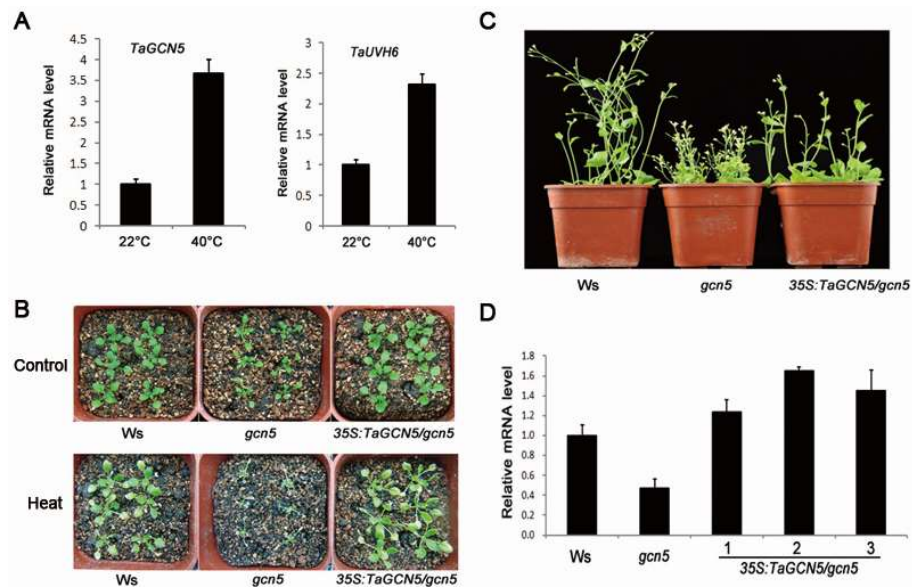 A
TaGCN5
Relative mRNA level
4.5
4
3.5
3
2.5
2
1.5
1
0.5
0
22°C 40°C
TaUVH6
Relative mRNA level
3
2.5
2
1.5
1
0.5
0
22°C 40°C
B
Control
Ws gcn5 35S:TaGCN5/gcn5
Heat
Ws gcn5 35S:TaGCN5/gcn5
C
Ws gcn5 35S:TaGCN5/gcn5
D
Relative mRNA level
1.8
1.6
1.4
1.2
1.0
0.8
0.6
0.4
0.2
0
Ws gcn5 1 2 3
35S:TaGCN5/gcn5